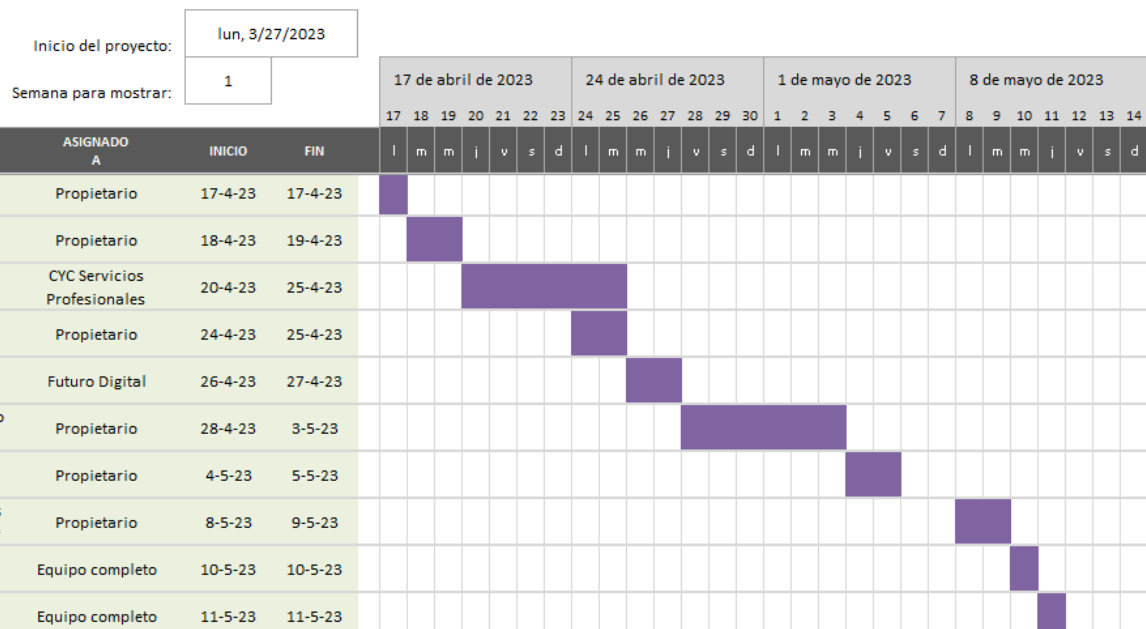 Inicio del proyecto: lun, 3/27/2023
Semana para mostrar: 1
17 de abril de 2023 24 de abril de 2023 1 de mayo de 2023 8 de mayo de 2023
17 18 19 20 21 22 23 24 25 26 27 28 29 30 1 2 3 4 5 6 7 8 9 10 11 12 13 14
ASIGNADO
A
INICIO FIN l m m j v s d l m m j v s d l m m j v s d l m m j v s d
Propietario 17-4-23 17-4-23
Propietario 18-4-23 19-4-23
CYC Servicios
Profesionales
20-4-23 25-4-23
Propietario 24-4-23 25-4-23
Futuro Digital 26-4-23 27-4-23
Propietario 28-4-23 3-5-23
Propietario 4-5-23 5-5-23
Propietario 8-5-23 9-5-23
Equipo completo 10-5-23 10-5-23
Equipo completo 11-5-23 11-5-23